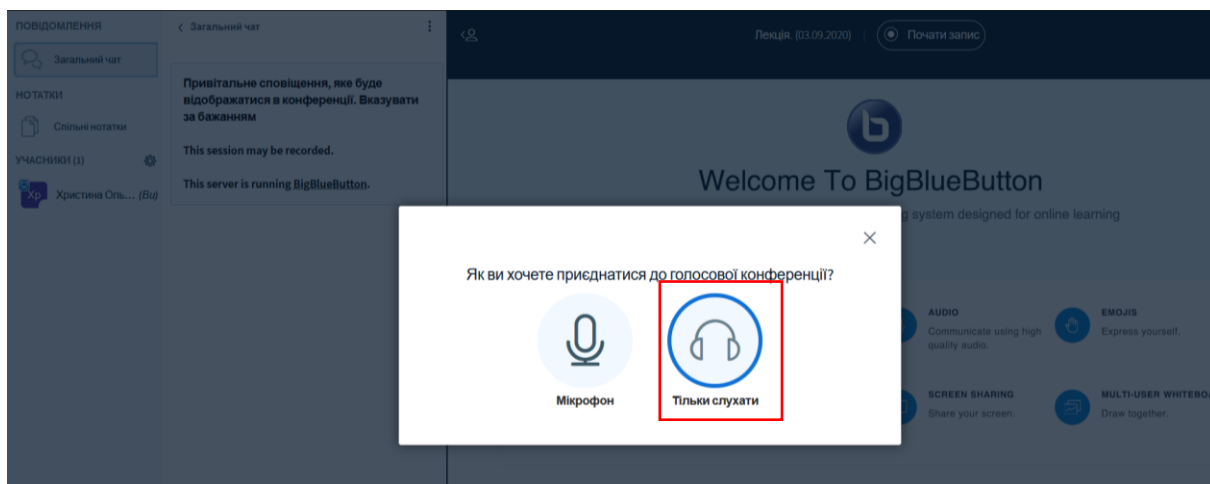 ПОВІДОМЛЕННЯ
Загальний чат
НОТАТКИ
Спільні нотатки
УЧАСНИКИ (1)
Хр
Христина Оль... (Ви)
Загальний чат
Привітальне сповіщення, яке буде
відображатися в конференції. Вказувати
за бажанням
This session may be recorded.
This server is running BigBlueButton.
Лекція. (03.09.2020)
Почати запис
b
Welcome To BigBlueButton
g system designed for online learning
Як ви хочете приєднатися до голосової конференції?
Мікрофон
Тільки слухати
AUDIO
Communicate using high
quality audio.
EMOJIS
Express yourself.
SCREEN SHARING
Share your screen.
MULTI-USER WHITEBO
Draw together.